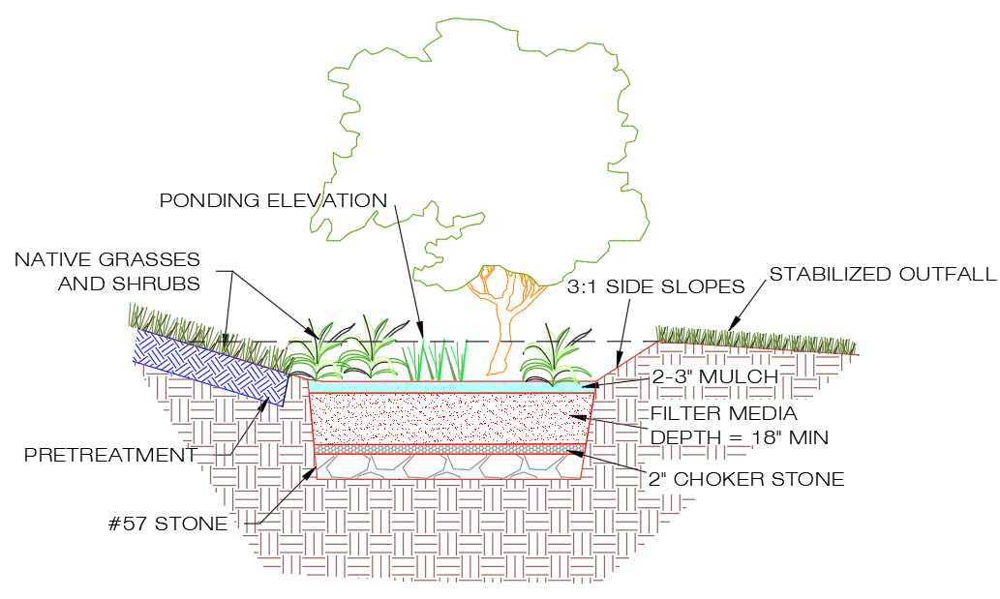 PONDING ELEVATION
NATIVE GRASSES
AND SHRUBS
3:1 SIDE SLOPES
STABILIZED OUTFALL
2-3" MULCH
FILTER MEDIA
DEPTH = 18" MIN
PRETREATMENT
2" CHOKER STONE
#57 STONE